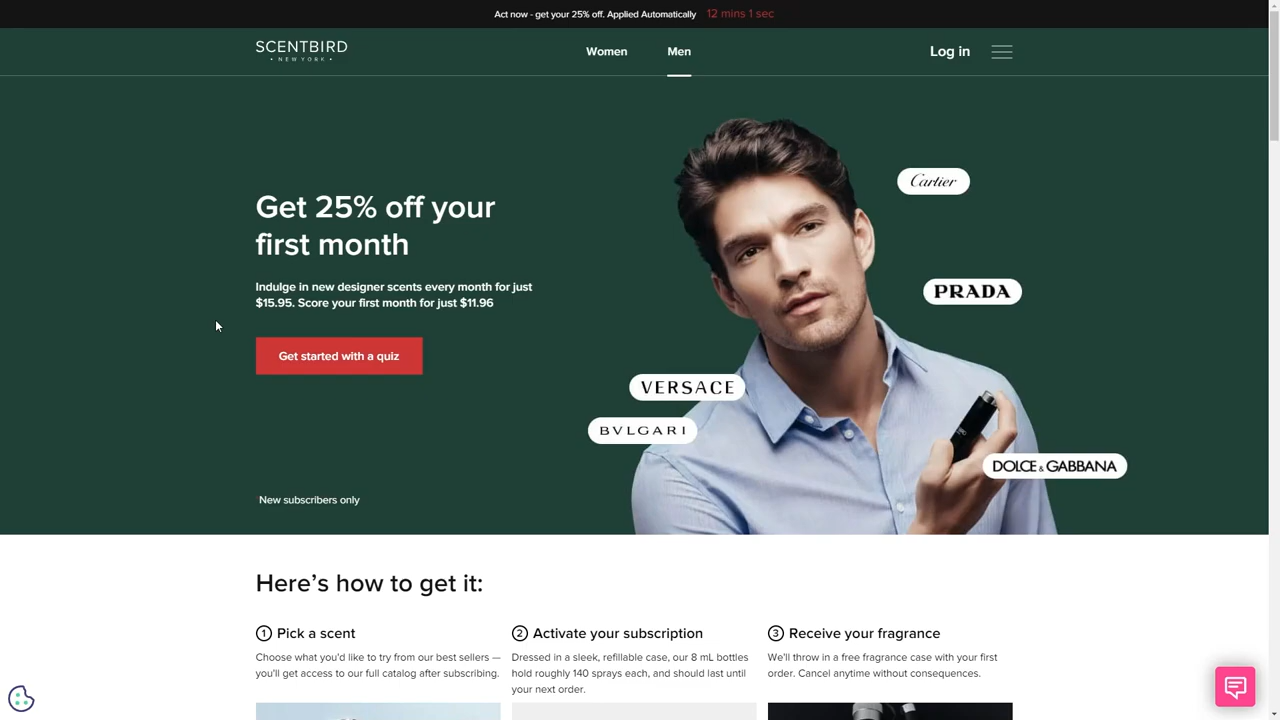 Act now - get your 25% off. Applied Automatically 12 mins 1 sec
SCENTBIRD
• NEW YORK •
Women Men
Log in
Get 25% off your
first month
Indulge in new designer scents every month for just
$15.95. Score your first month for just $11.96
Get started with a quiz
New subscribers only
Cartier
PRADA
VERSACE
BVLGARI
DOLCE & GABBANA
Here's how to get it:
1 Pick a scent
Choose what you'd like to try from our best sellers —
you'll get access to our full catalog after subscribing.
2 Activate your subscription
Dressed in a sleek, refillable case, our 8 mL bottles
hold roughly 140 sprays each, and should last until
your next order.
3 Receive your fragrance
We'll throw in a free fragrance case with your first
order. Cancel anytime without consequences.